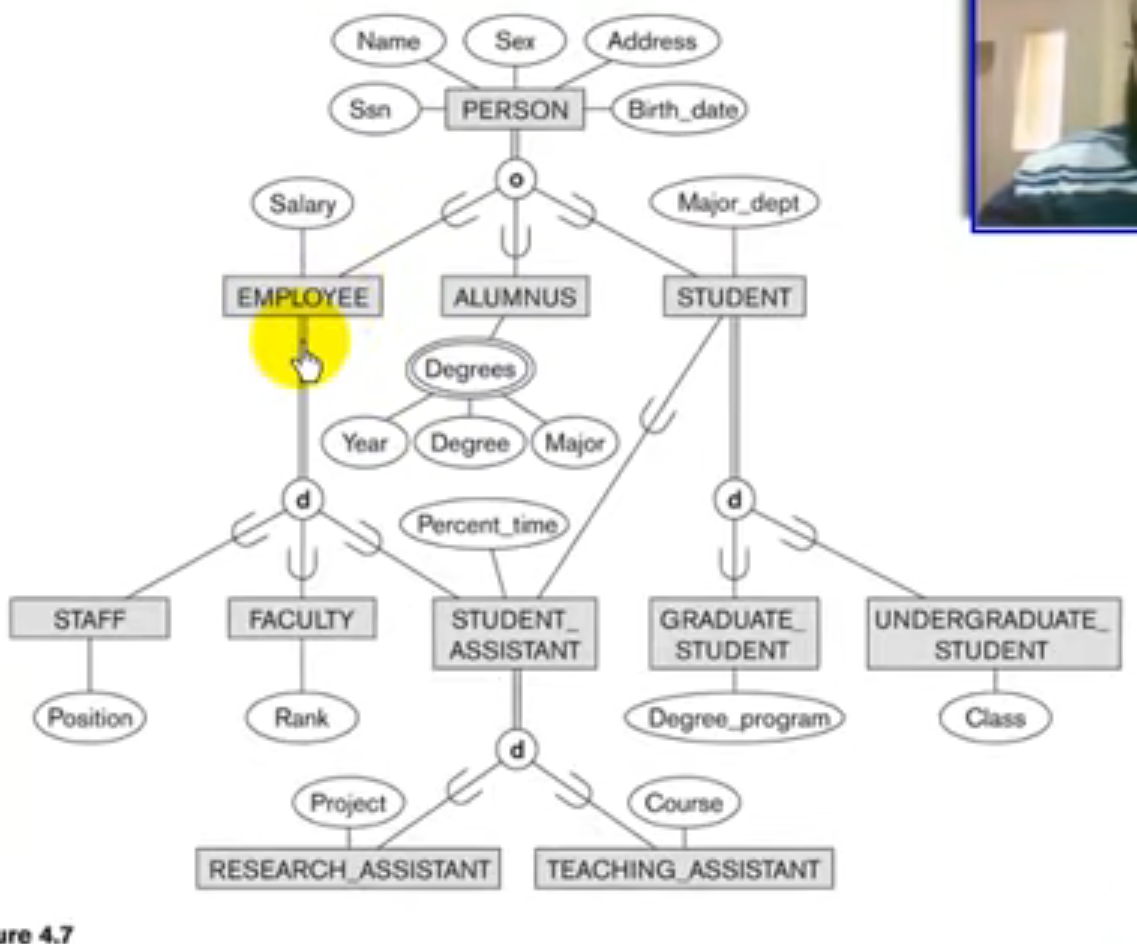 Name
Sex
Address
Ssn
PERSON
Birth_date
o
Salary
Major_dept
EMPLOYEE
ALUMNUS
STUDENT
Degrees
Year
Degree
Major
d
d
Percent_time
STAFF
FACULTY
STUDENT_
ASSISTANT
GRADUATE_
STUDENT
UNDERGRADUATE_
STUDENT
Position
Rank
Degree_program
Class
d
Project
Course
RESEARCH_ASSISTANT
TEACHING_ASSISTANT
ure 4.7